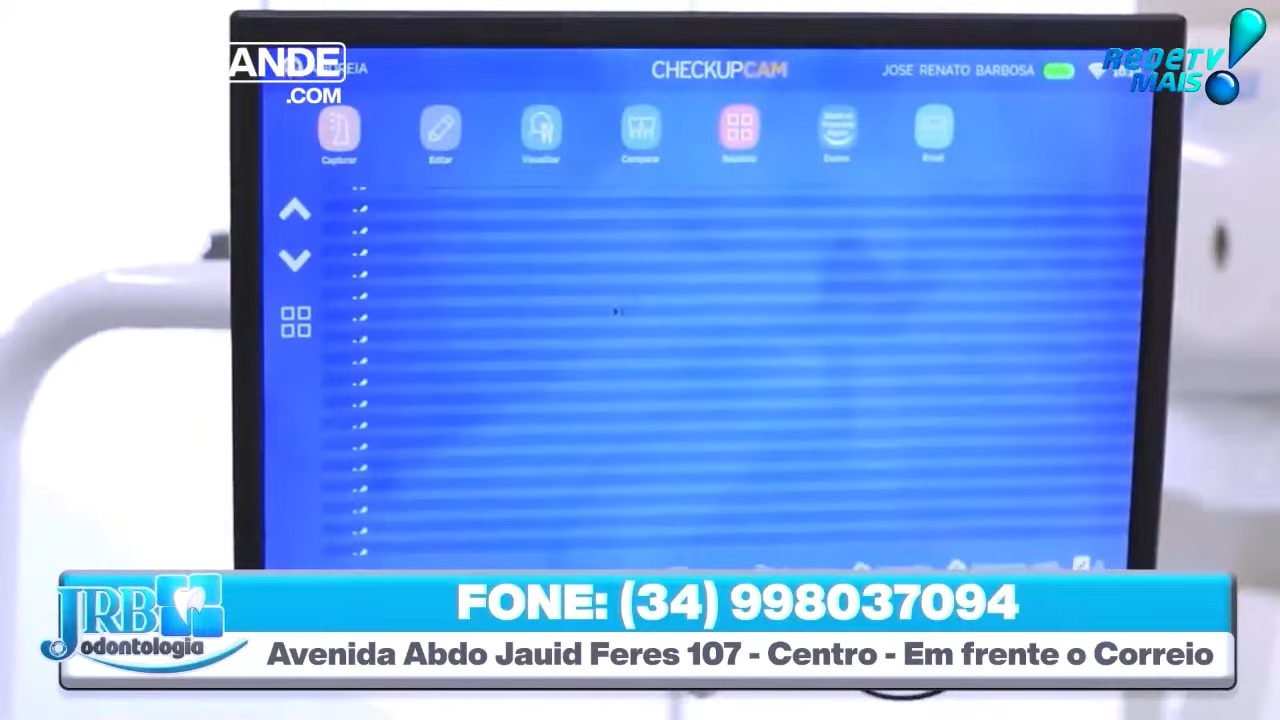 ANDE
.COM
CHECKUPCAM
JOSE RENATO BARBOSA
REDETV
MAIS
Capturar
Editar
Visualizar
Comparar
Email
JRB
odontologia
FONE: (34) 998037094
Avenida Abdo Jauid Feres 107 - Centro - Em frente o Correio